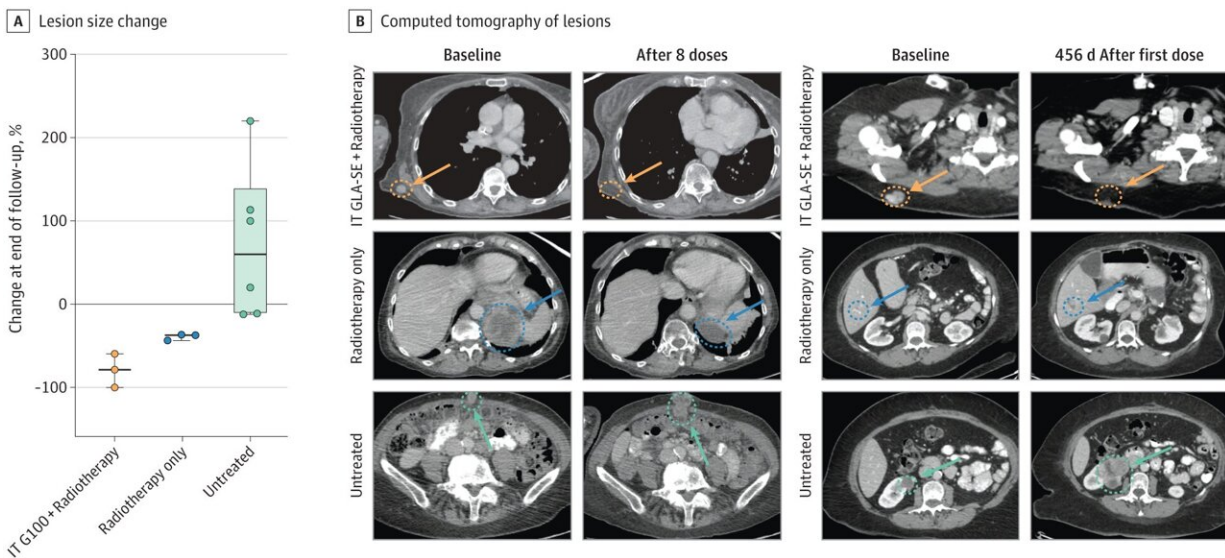 A Lesion size change
Change at end of follow-up, %
300
200
100
0
-100
IT G100 + Radiotherapy
Radiotherapy only
Untreated
B Computed tomography of lesions
Baseline
After 8 doses
Baseline
456 d After first dose
IT GLA-SE + Radiotherapy
Radiotherapy only
Untreated
IT GLA-SE + Radiotherapy
Radiotherapy only
Untreated